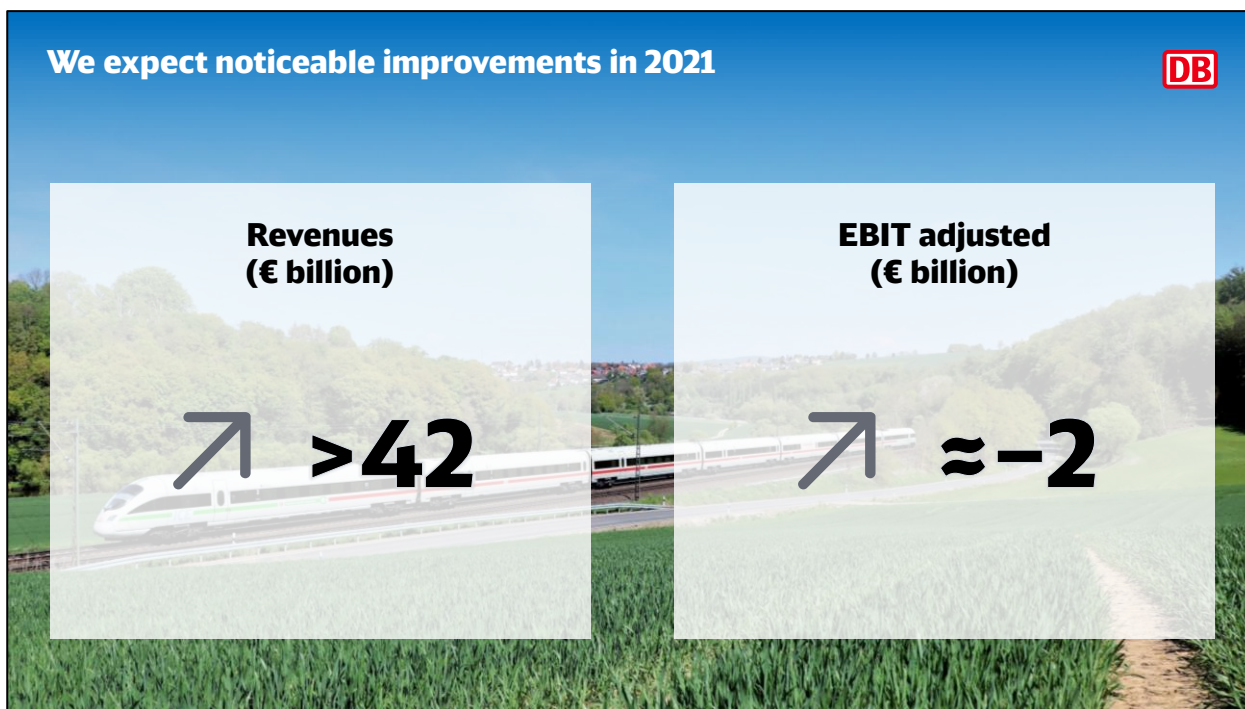 We expect noticeable improvements in 2021
DB
Revenues
(€ billion)
>42
EBIT adjusted
(€ billion)
≈–2